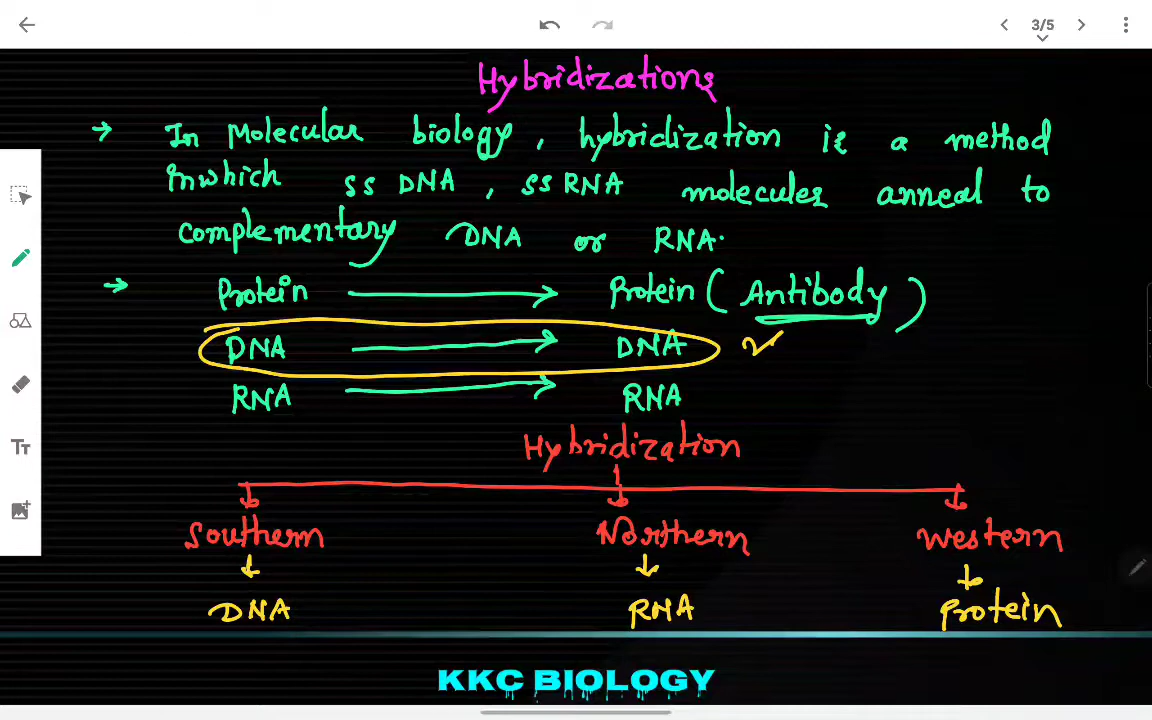 3/5
Hybridizations
→ In Molecular biology, hybridization is a method
Inwhich ss DNA, ss RNA molecules anneal to
complementary DNA or RNA.
→ Protein → Protein (Antibody)
DNA → DNA ✓
RNA → RNA
Hybridization
Southern Northern Western
DNA RNA Protein
Tт
KKC BIOLOGY